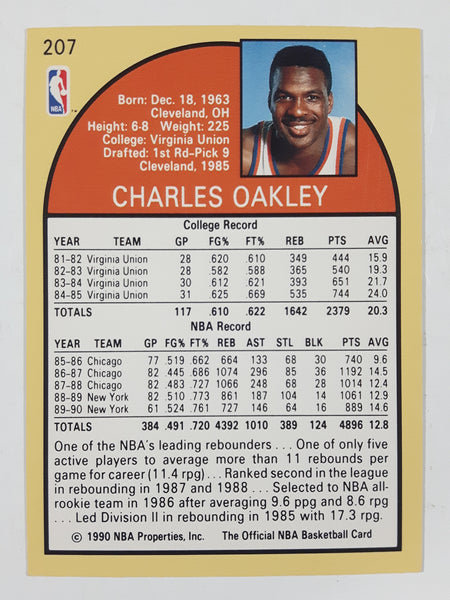 207
NBA
TM
Born: Dec. 18, 1963
Cleveland, OH
Height: 6-8 Weight: 225
College: Virginia Union
Drafted: 1st Rd-Pick 9
Cleveland, 1985
CHARLES OAKLEY
College Record
YEAR TEAM GP FG% FT% REB PTS AVG
81-82 Virginia Union 28 .620 .610 349 444 15.9
82-83 Virginia Union 28 .582 .588 365 540 19.3
83-84 Virginia Union 30 .612 .621 393 651 21.7
84-85 Virginia Union 31 .625 .669 535 744 24.0
TOTALS 117 .610 .622 1642 2379 20.3
NBA Record
YEAR TEAM GP FG% FT% REB AST STL BLK PTS AVG
85-86 Chicago 77 .519 .662 664 133 68 30 740 9.6
86-87 Chicago 82 .445 .686 1074 296 85 36 1192 14.5
87-88 Chicago 82 .483 .727 1066 248 68 28 1014 12.4
88-89 New York 82 .510 .773 861 187 104 14 1061 12.9
89-90 New York 61 .524 .761 727 146 64 16 889 14.6
TOTALS 384 .491 .720 4392 1010 389 124 4896 12.8
One of the NBA's leading rebounders . . . One of only five
active players to average more than 11 rebounds per
game for career (11.4 rpg) . . . Ranked second in the league
in rebounding in 1987 and 1988 . . . Selected to NBA all-
rookie team in 1986 after averaging 9.6 ppg and 8.6 rpg
. . . Led Division II in rebounding in 1985 with 17.3 rpg.
© 1990 NBA Properties, Inc. The Official NBA Basketball Card